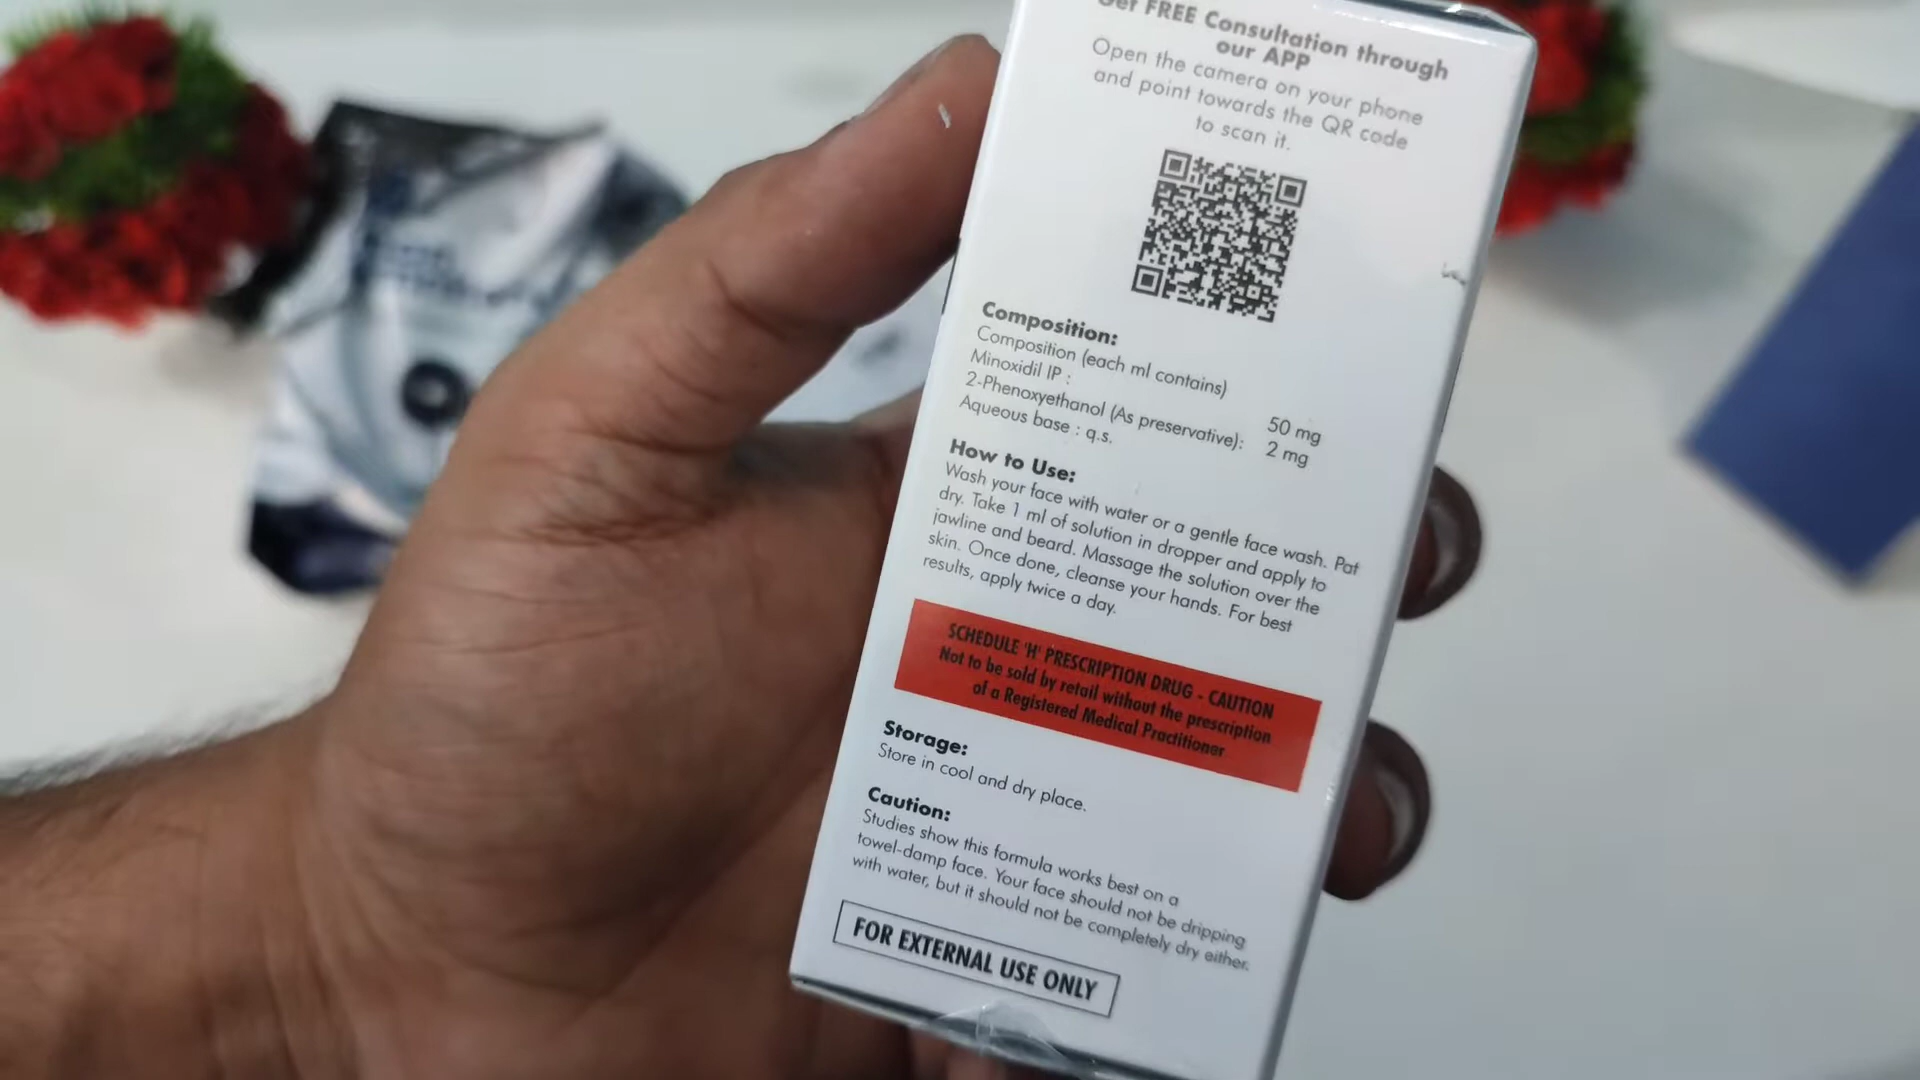 Get FREE Consultation through
our APP
Open the camera on your phone
and point towards the QR code
to scan it.
Composition:
Composition (each ml contains)
Minoxidil IP : 50 mg
2-Phenoxyethanol (As preservative): 2 mg
Aqueous base : q.s.
How to Use:
Wash your face with water or a gentle face wash. Pat
dry. Take 1 ml of solution in dropper and apply to
jawline and beard. Massage the solution over the
skin. Once done, cleanse your hands. For best
results, apply twice a day.
SCHEDULE 'H' PRESCRIPTION DRUG - CAUTION
Not to be sold by retail without the prescription
of a Registered Medical Practitioner
Storage:
Store in cool and dry place.
Caution:
Studies show this formula works best on a
towel-damp face. Your face should not be dripping
with water, but it should not be completely dry either.
FOR EXTERNAL USE ONLY